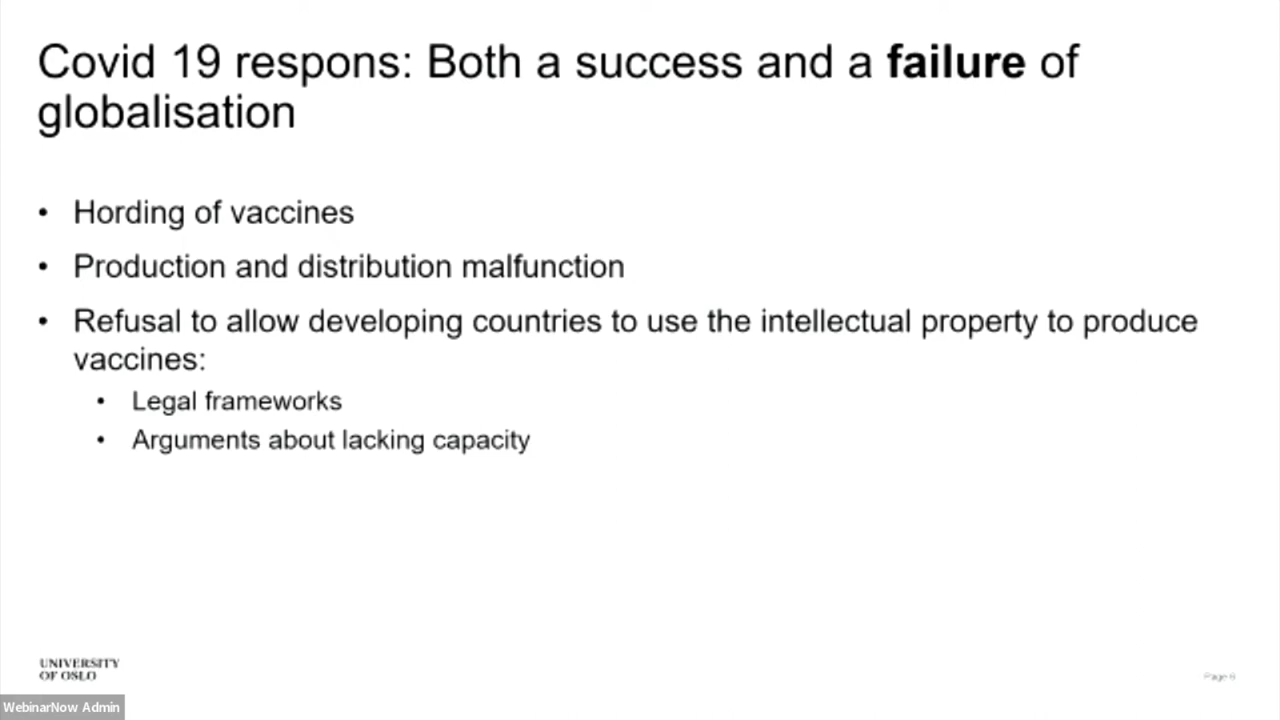 Covid 19 respons: Both a success and a failure of
globalisation
• Hording of vaccines
• Production and distribution malfunction
• Refusal to allow developing countries to use the intellectual property to produce
vaccines:
• Legal frameworks
• Arguments about lacking capacity
UNIVERSITY
OF OSLO
Page 6
WebinarNow Admin